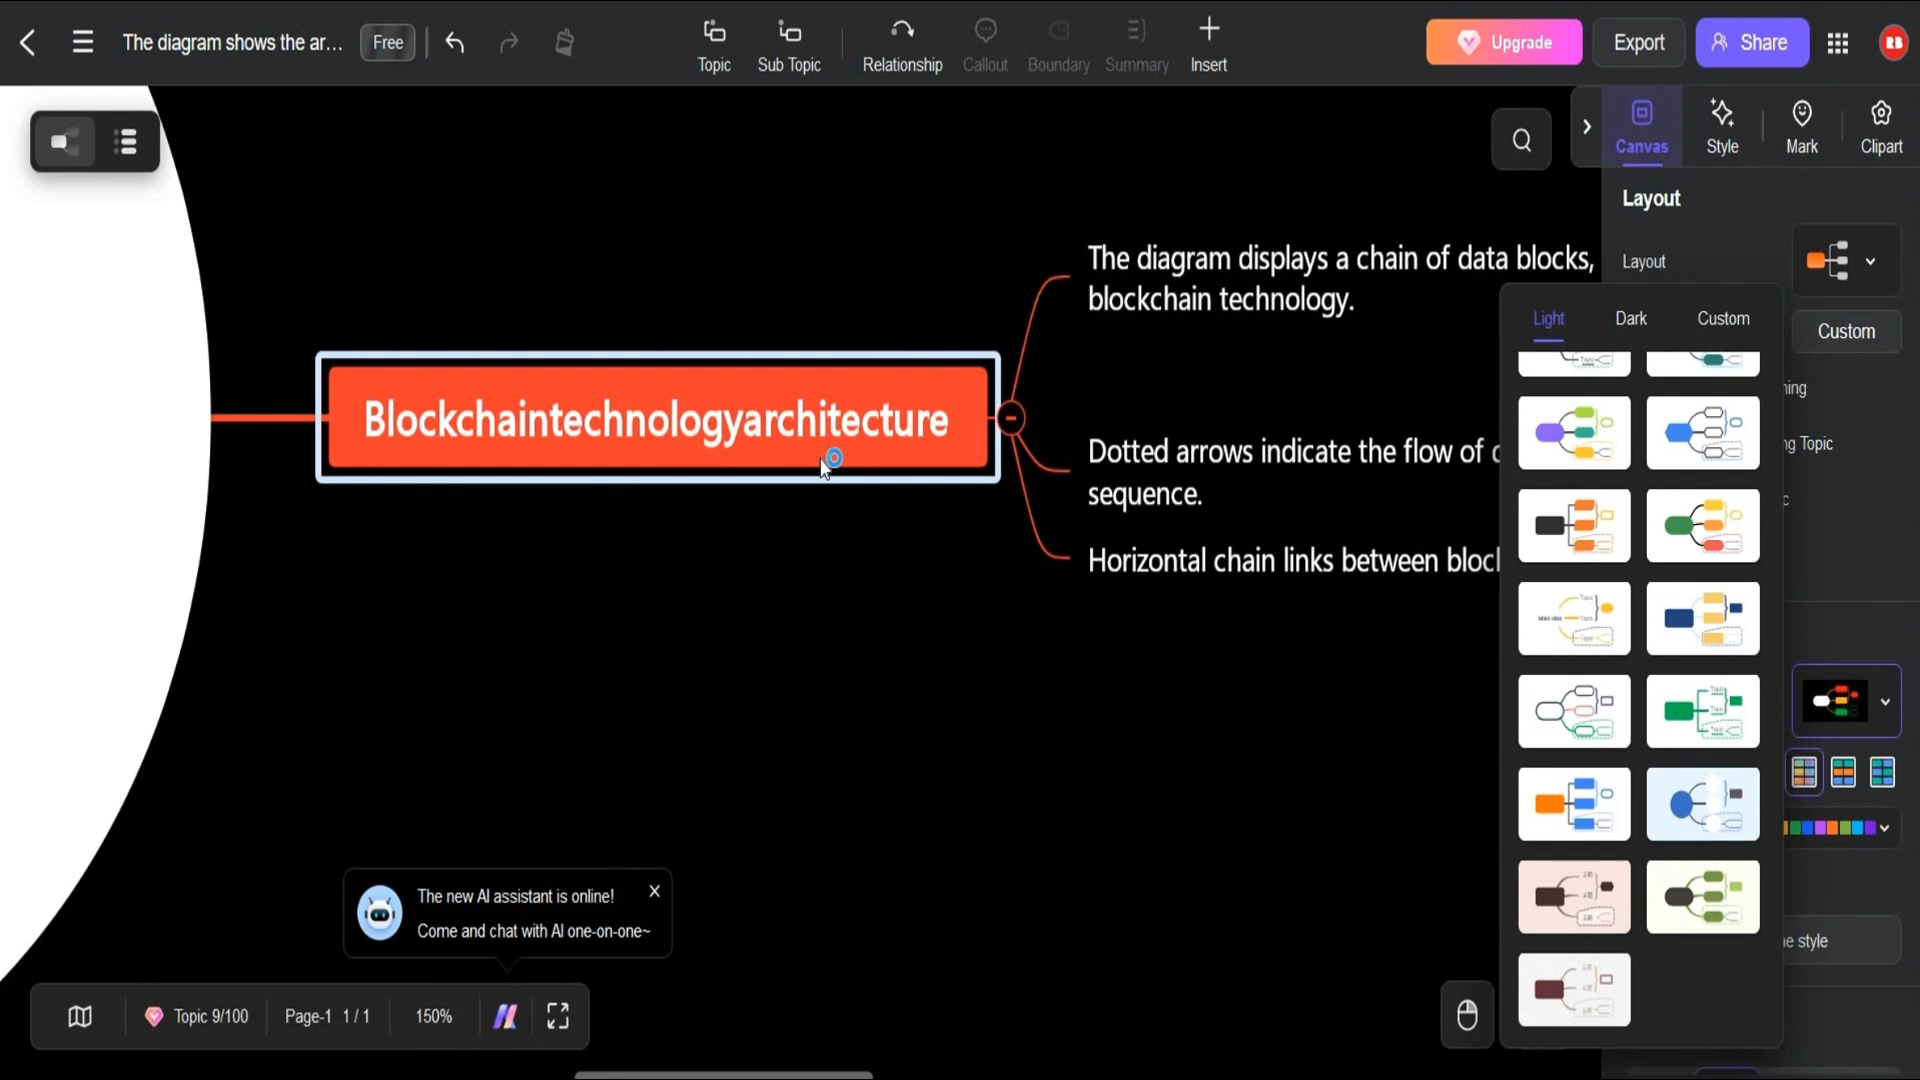 The diagram shows the ar...
Free
Topic
Sub Topic
Relationship
Callout
Boundary
Summary
Insert
Upgrade
Export
Share
Canvas
Style
Mark
Clipart
Layout
Layout
Custom
Light
Dark
Custom
The diagram displays a chain of data blocks,
blockchain technology.
Blockchaintechnologyarchitecture
Dotted arrows indicate the flow of
sequence.
Horizontal chain links between
Topic
style
The new AI assistant is online!
Come and chat with AI one-on-one~
Topic 9/100
Page-1 1 / 1
150%